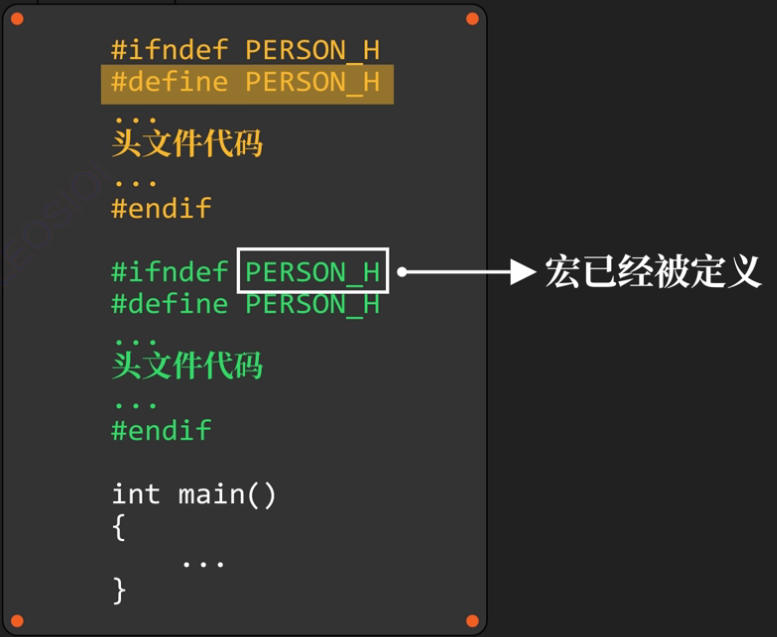 #ifndef PERSON_H
#define PERSON_H
...
头文件代码
...
#endif
#ifndef PERSON_H
宏已经被定义
#define PERSON_H
...
头文件代码
...
#endif
int main()
{
...
}